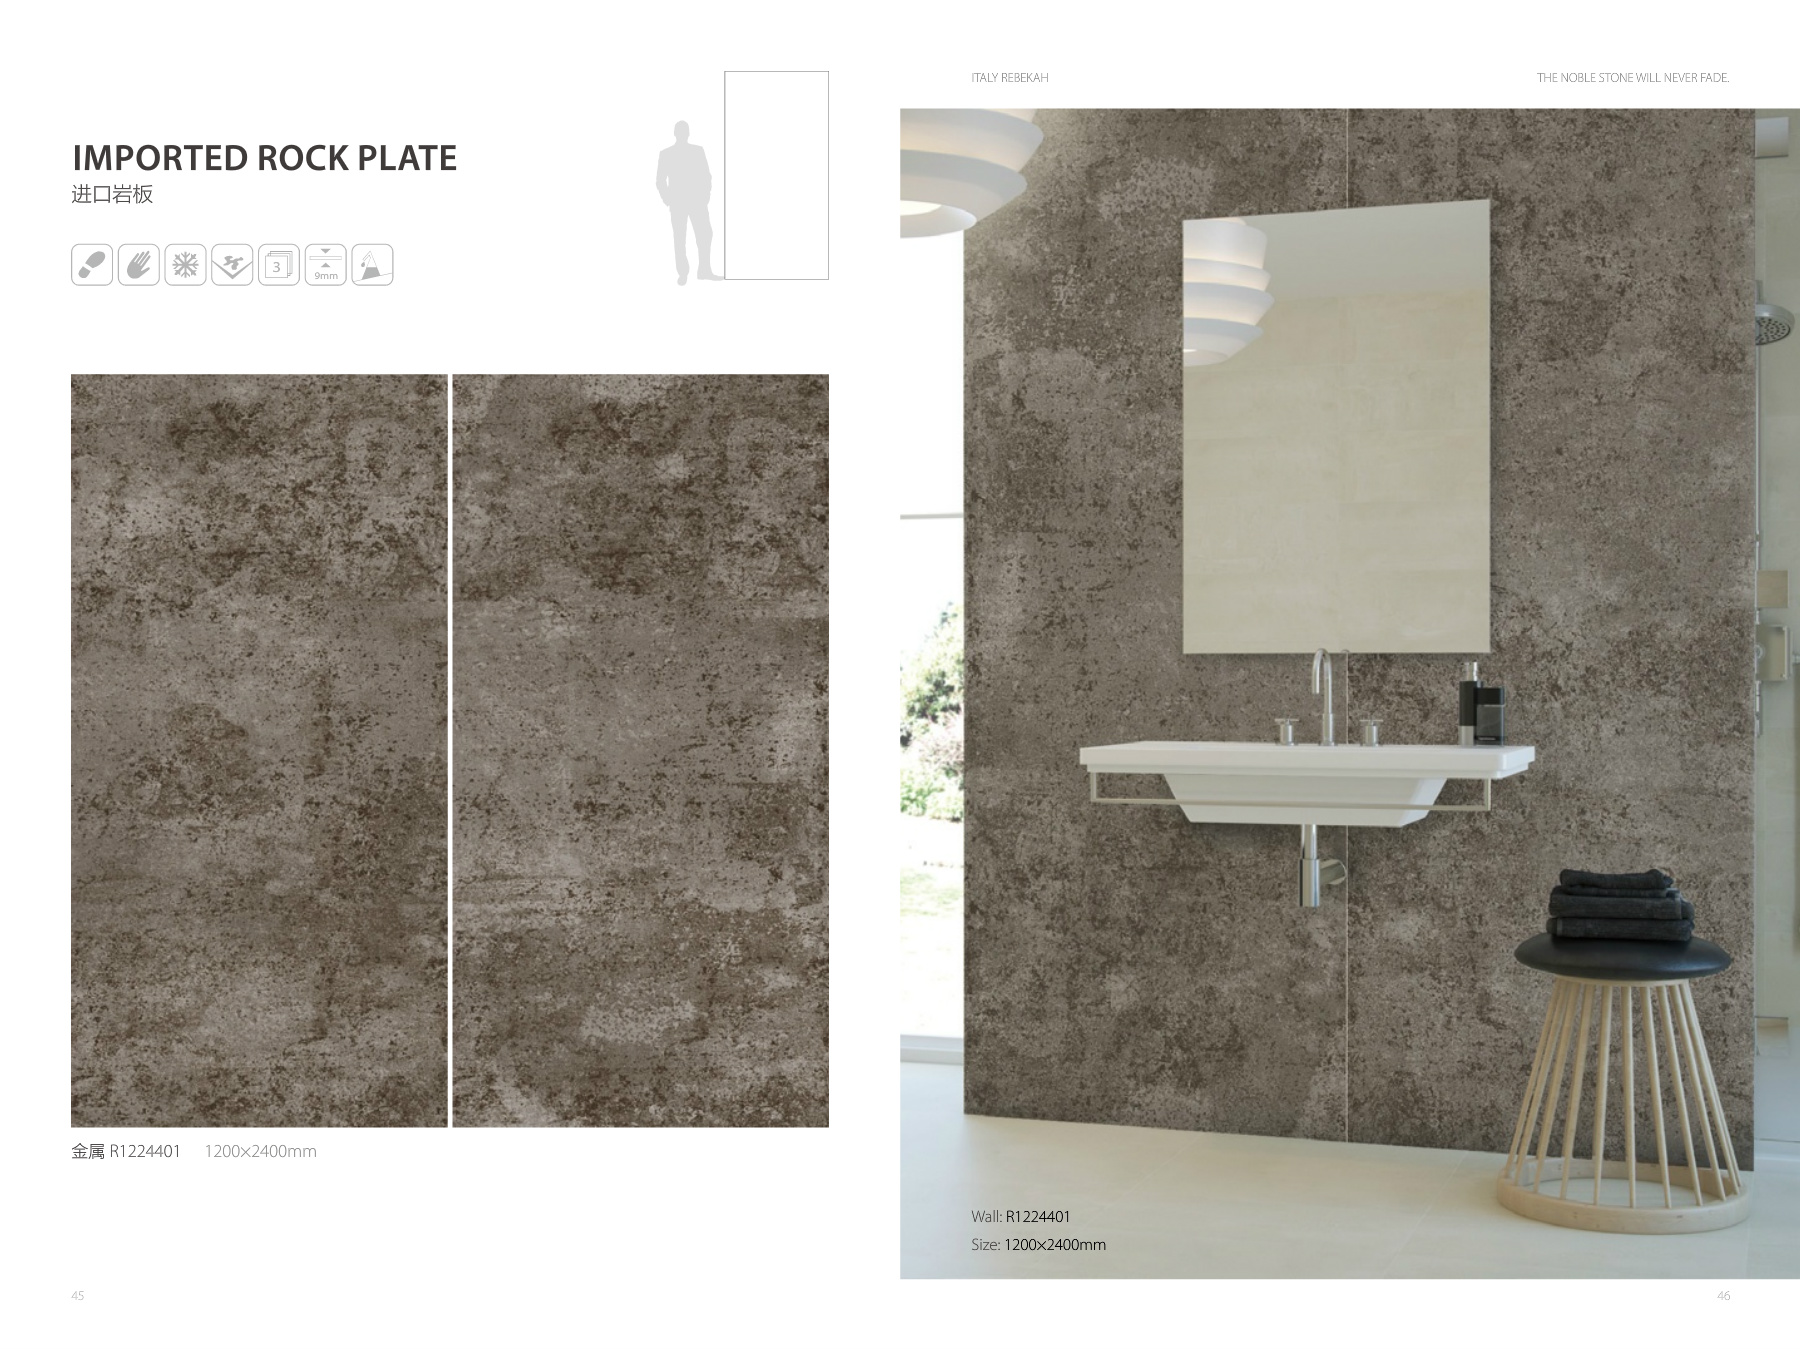 IMPORTED ROCK PLATE
进口岩板
3
9mm
金属 R1224401 1200×2400mm
45
ITALY REBEKAH
THE NOBLE STONE WILL NEVER FADE.
Wall: R1224401
Size: 1200×2400mm
46